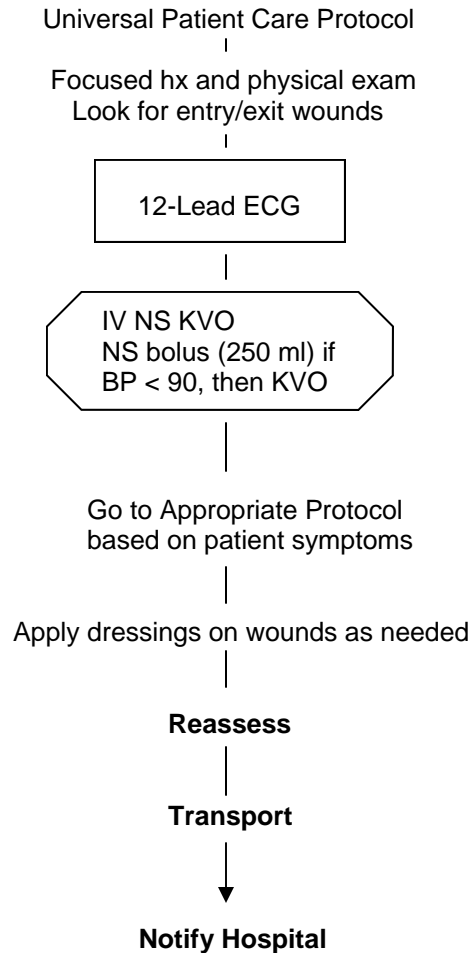 Universal Patient Care Protocol
Focused hx and physical exam
Look for entry/exit wounds
12-Lead ECG
IV NS KVO
NS bolus (250 ml) if
BP < 90, then KVO
Go to Appropriate Protocol
based on patient symptoms
Apply dressings on wounds as needed
Reassess
Transport
Notify Hospital